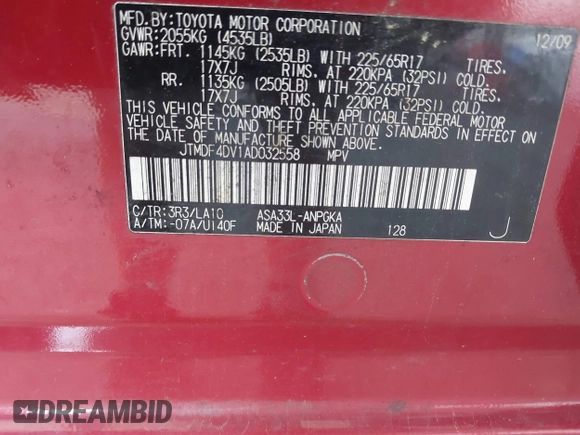 MFD.BY:TOYOTA MOTOR CORPORATION 12/09
GVWR:2055KG (4535LB)
GAWR:FRT. 1145KG (2535LB) WITH 225/65R17 TIRES,
17X7J RIMS, AT 220KPA (32PSI) COLD.
RR. 1135KG (2505LB) WITH 225/65R17 TIRES,
17X7J RIMS, AT 220KPA (32PSI) COLD.
THIS VEHICLE CONFORMS TO ALL APPLICABLE FEDERAL MOTOR
VEHICLE SAFETY AND THEFT PREVENTION STANDARDS IN EFFECT ON
THE DATE OF MANUFACTURE SHOWN ABOVE.
JTMDF4DV1AD032558 MPV
C/TR:3R3/LA10 ASA33L-ANPGKA
A/TM:-07A/U140F MADE IN JAPAN 128 J
DREAMBID